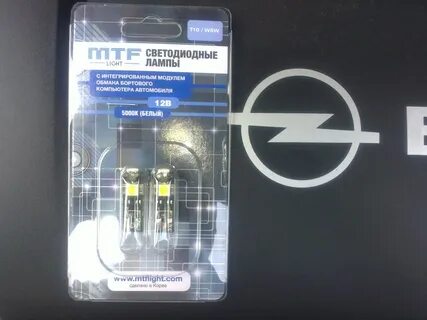 T10 / W5W
MTF
LIGHT
СВЕТОДИОДНЫЕ
ЛАМПЫ
С ИНТЕГРИРОВАННЫМ МОДУЛЕМ
ОБМАНА БОРТОВОГО
КОМПЬЮТЕРА АВТОМОБИЛЯ
12В
5000К (БЕЛЫЙ)
www.mtflight.com
сделано в Корее